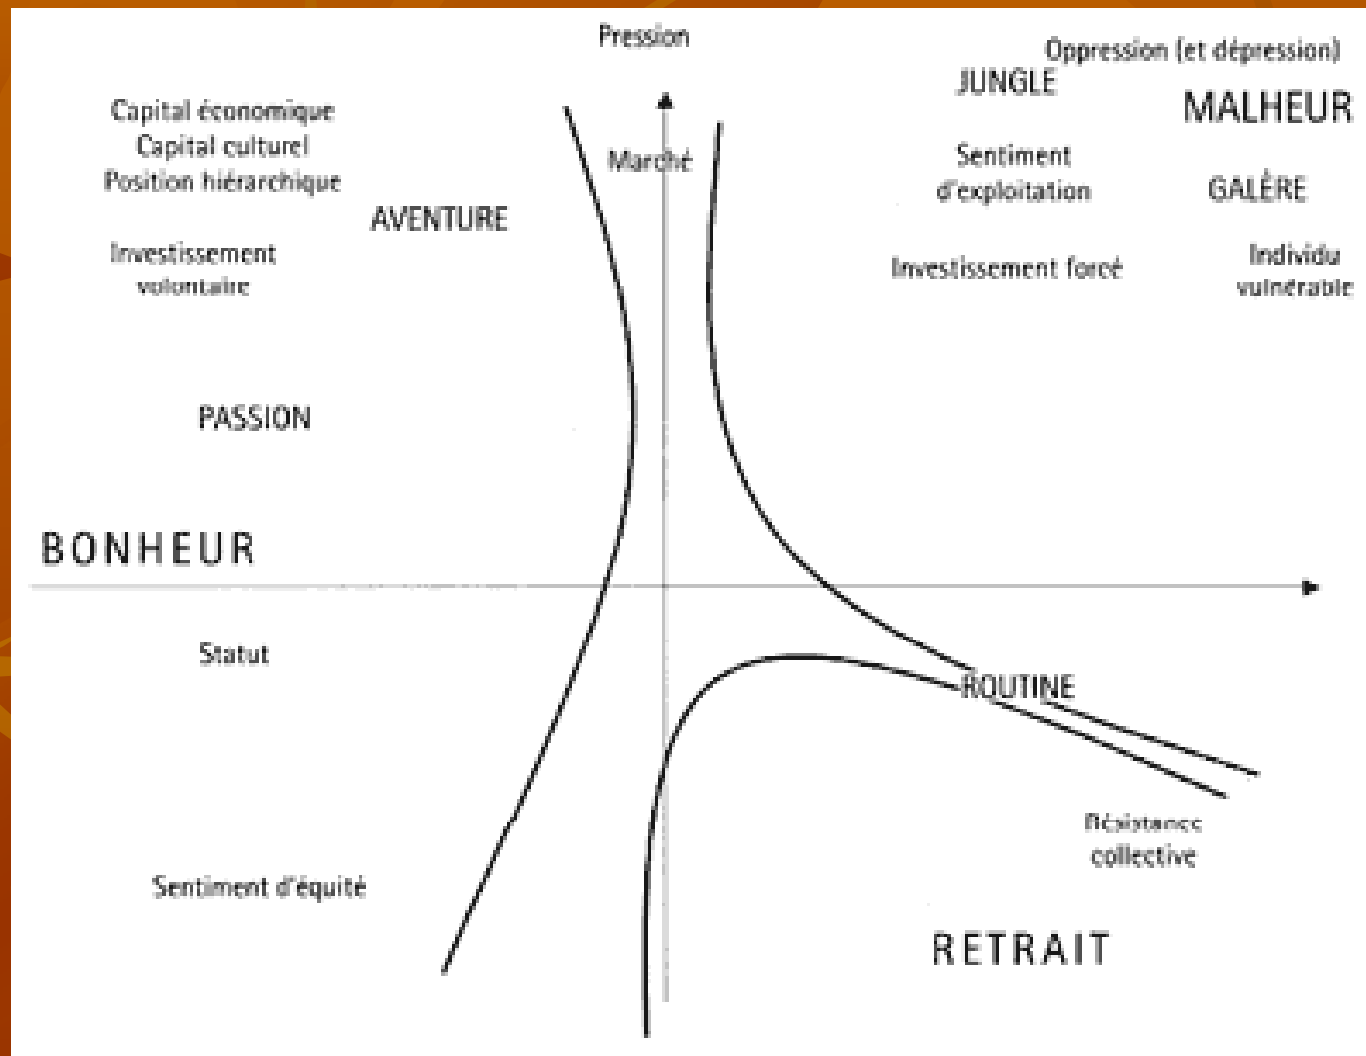 Pression
Oppression (et dépression)
JUNGLE
MALHEUR
Capital économique
Capital culturel
Position hiérarchique
Marché
Sentiment
d'exploitation
GALÈRE
AVENTURE
Investissement
volontaire
Investissement forcé
Individu
vulnérable
PASSION
BONHEUR
Statut
ROUTINE
Résistance
collective
Sentiment d'équité
RETRAIT